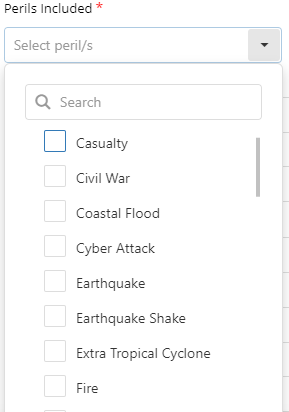 Perils Included *
Select peril/s
Search
Casualty
Civil War
Coastal Flood
Cyber Attack
Earthquake
Earthquake Shake
Extra Tropical Cyclone
Fire